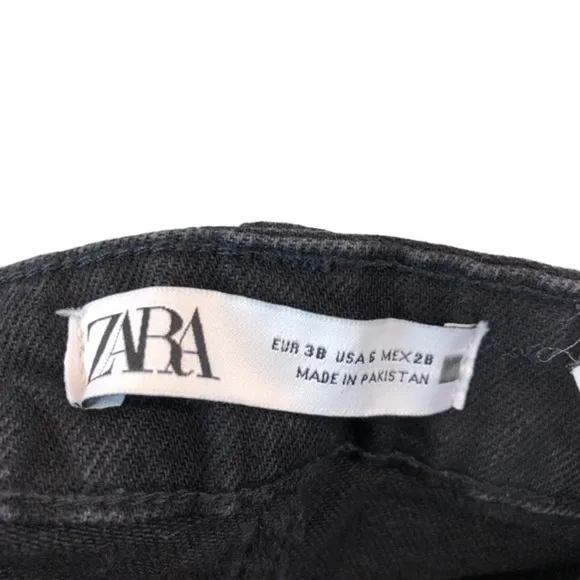 ZARA
EUR 38 USA 6 MEX 28
MADE IN PAKISTAN